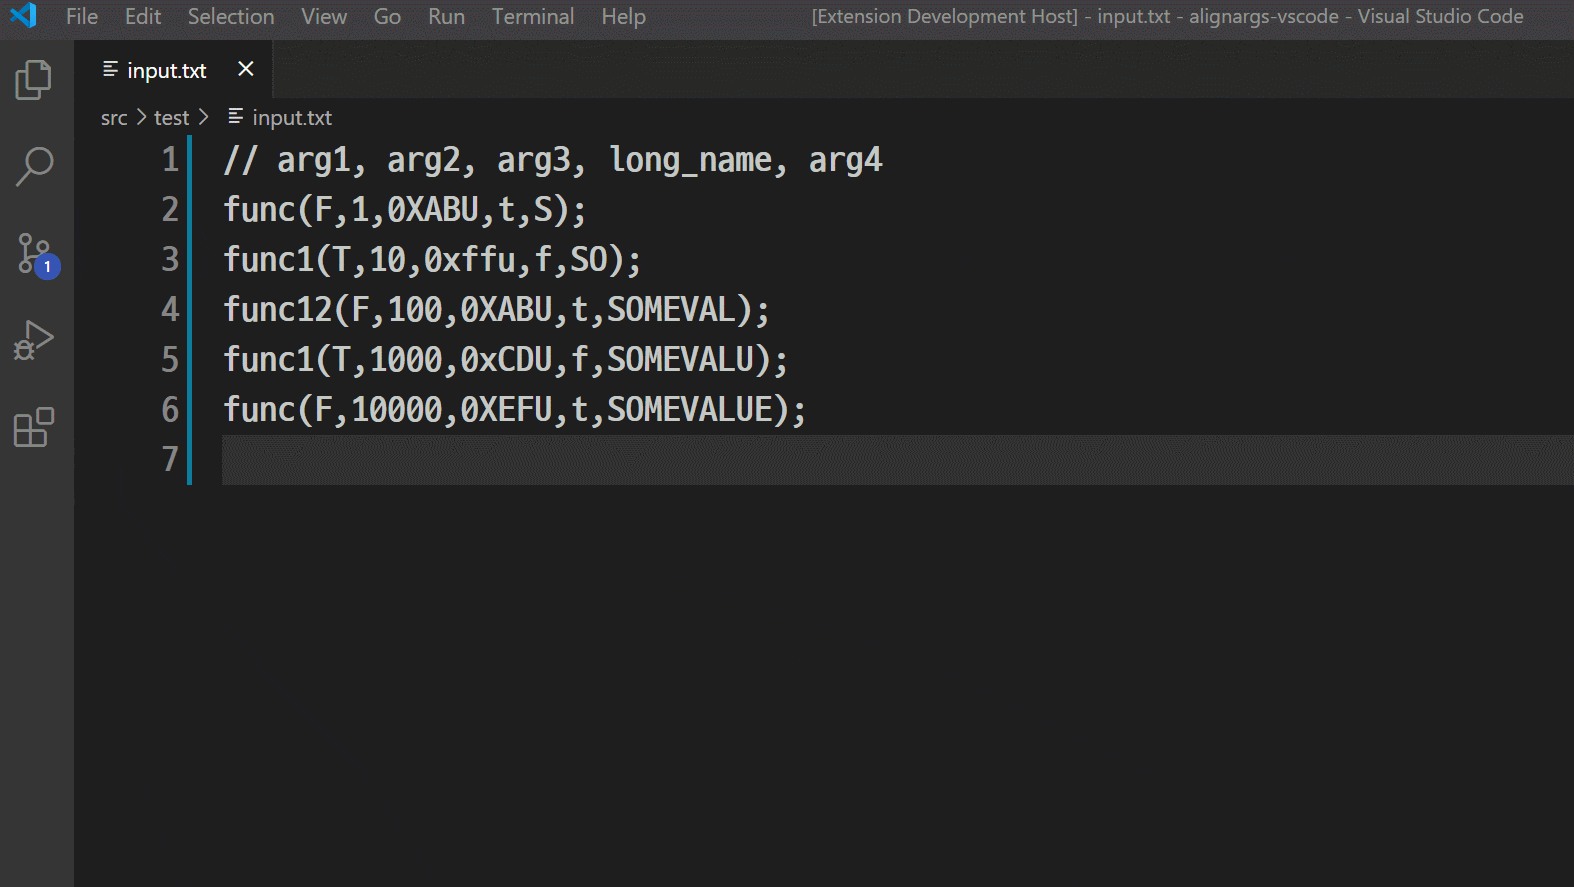 File Edit Selection View Go Run Terminal Help [Extension Development Host] - input.txt - alignargs-vscode - Visual Studio Code
input.txt
src > test > input.txt
1 // arg1, arg2, arg3, long_name, arg4
2 func(F,1,0XABU,t,S);
3 func1(T,10,0xffu,f,SO);
4 func12(F,100,0XABU,t,SOMEVAL);
5 func1(T,1000,0xCDU,f,SOMEVALU);
6 func(F,10000,0XEFU,t,SOMEVALUE);
7
1